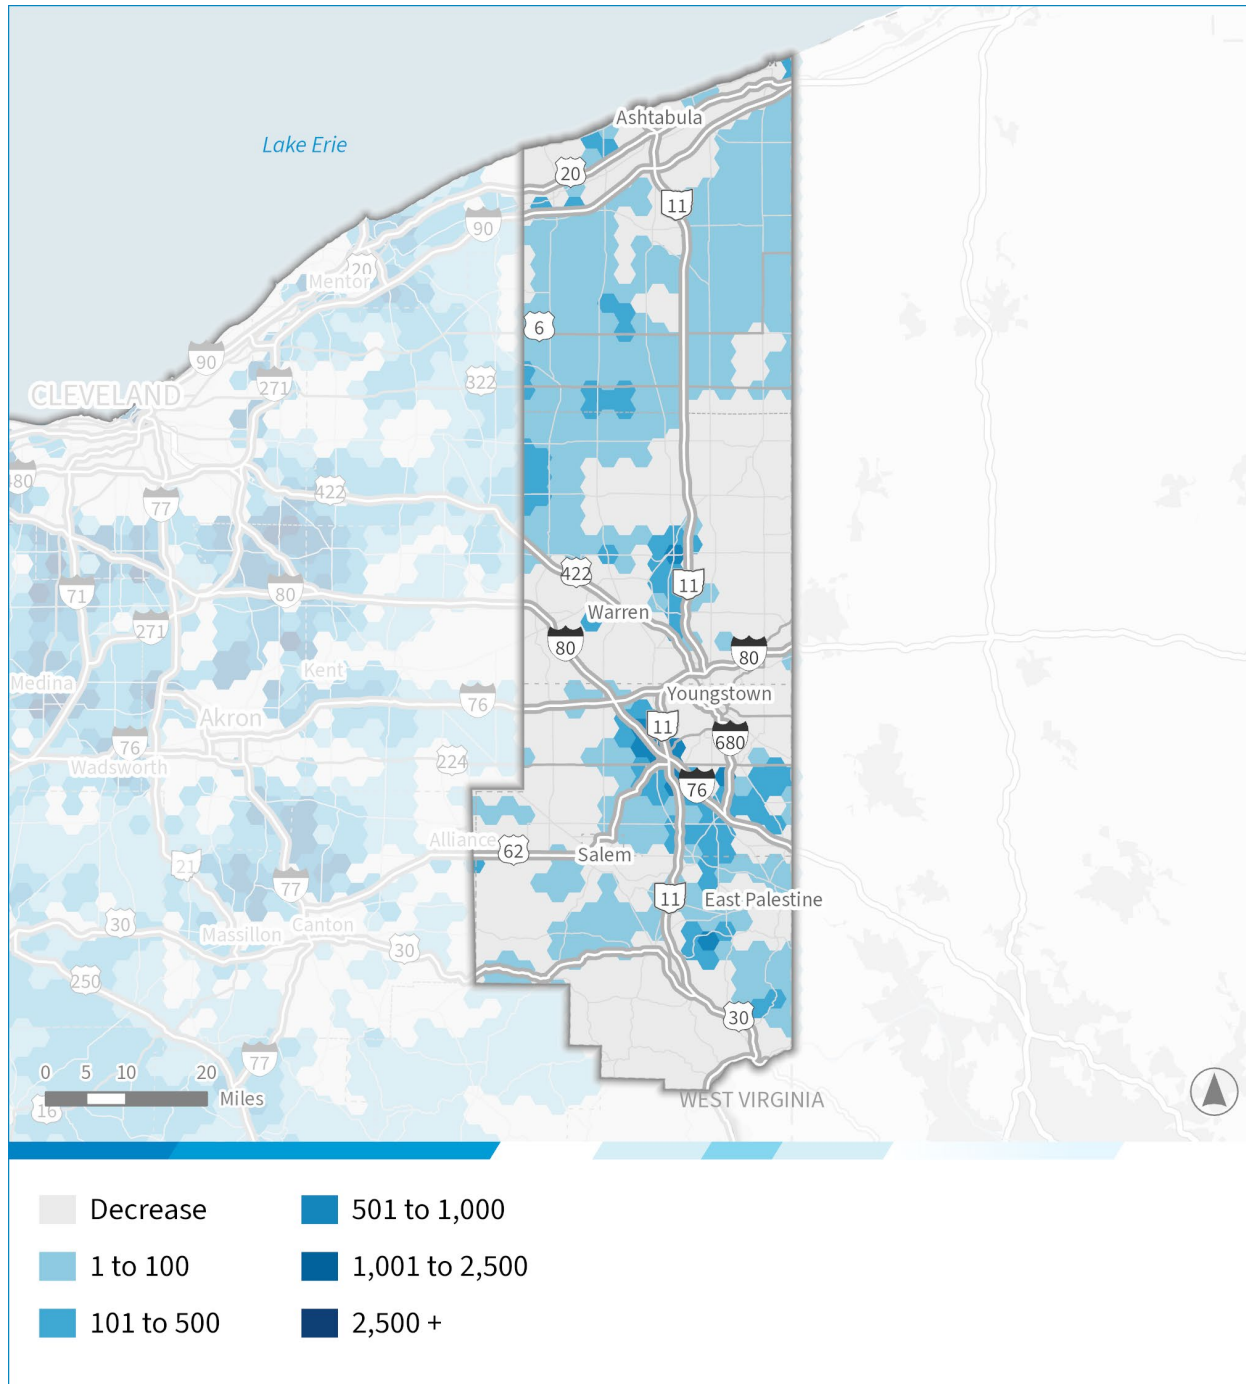 Ashtabula
Lake Erie
20
11
90
20
Mentor
6
90
271
322
CLEVELAND
480
422
77
422
11
71
80
Warren
271
80
80
Kent
Medina
76
Youngstown
Akron
11
76
680
Wadsworth
224
76
Alliance
62
Salem
21
77
11
East Palestine
30
Massillon
Canton
30
250
30
77
0 5 10 20
Miles
16
WEST VIRGINIA
Decrease
501 to 1,000
1 to 100
1,001 to 2,500
101 to 500
2,500 +